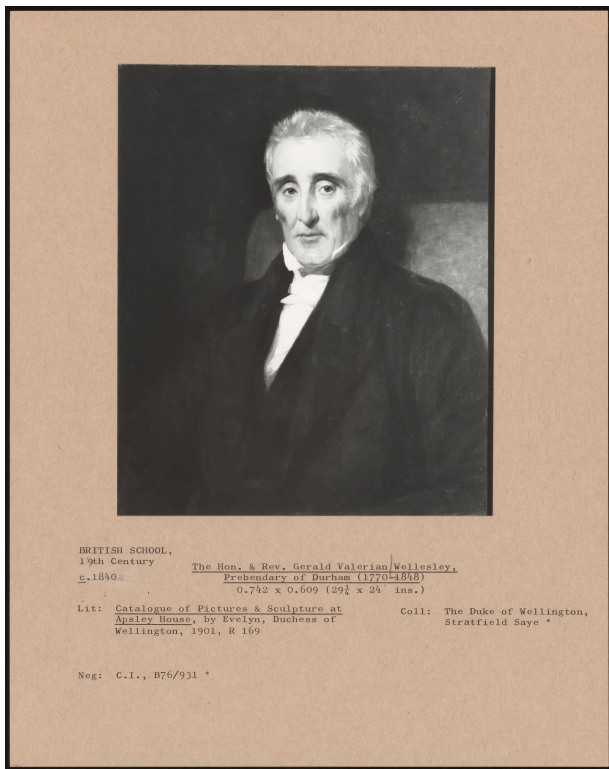 BRITISH SCHOOL,
19th Century
c.1840
The Hon. & Rev. Gerald Valerian Wellesley,
Prebendary of Durham (1770-1848)
0.742 x 0.609 (29¼ x 24 ins.)
Lit: Catalogue of Pictures & Sculpture at
Apsley House, by Evelyn, Duchess of
Wellington, 1901, R 169
Coll: The Duke of Wellington,
Stratfield Saye *
Neg: C.I., B76/931 *